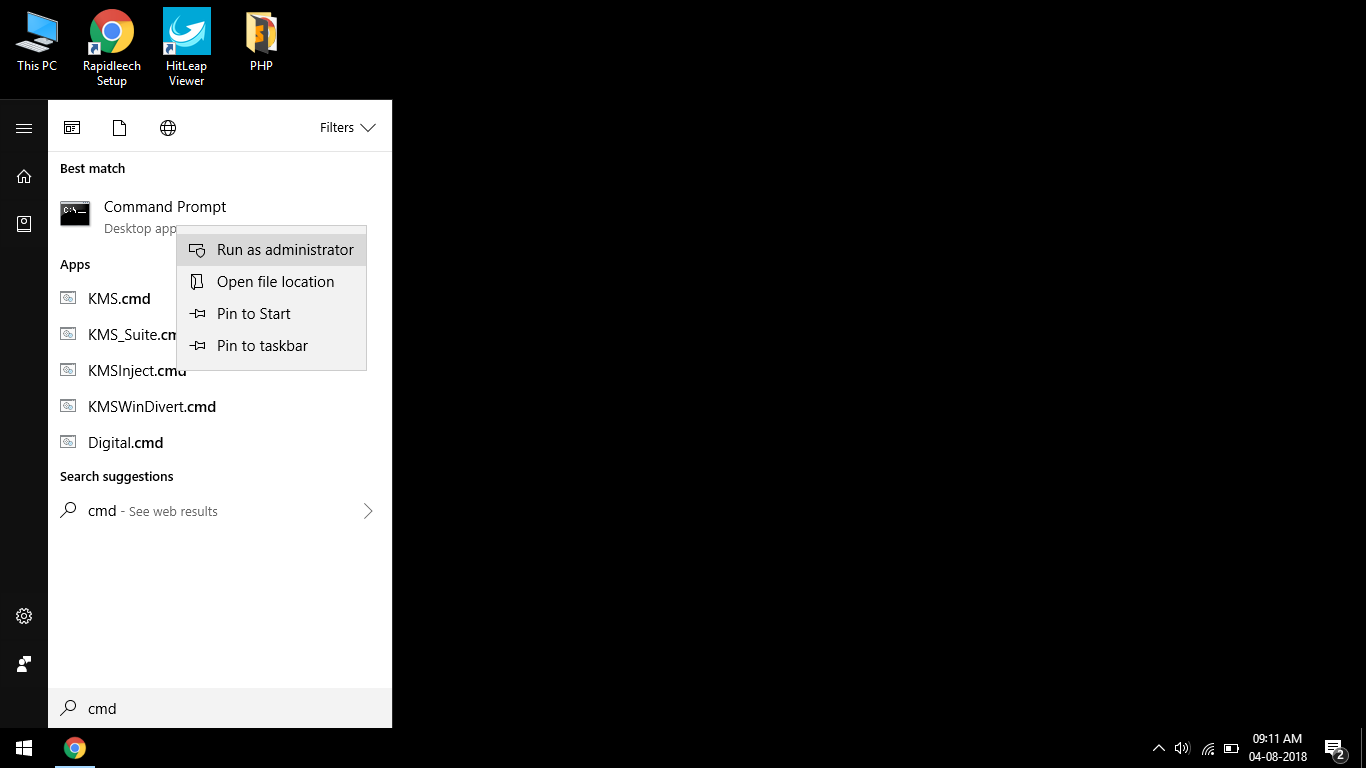 This PC
Rapidleech
Setup
HitLeap
Viewer
PHP
Filters
Best match
C:\._
Command Prompt
Desktop app
Run as administrator
Open file location
Pin to Start
Pin to taskbar
Apps
KMS.cmd
KMS_Suite.cm
KMSInject.cmd
KMSWinDivert.cmd
Digital.cmd
Search suggestions
cmd - See web results
cmd
09:11 AM
04-08-2018
2